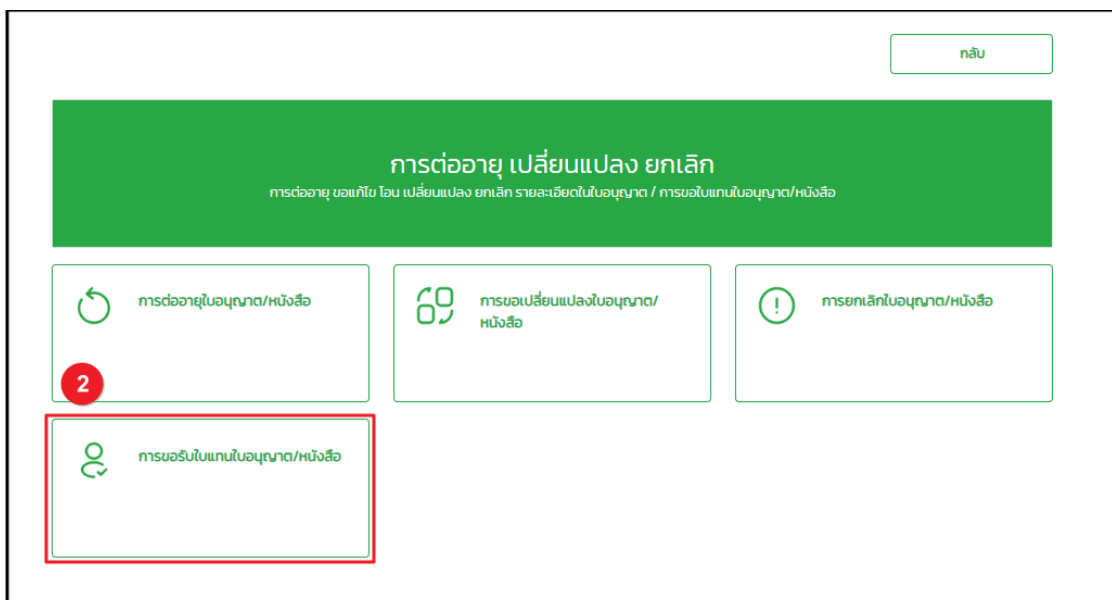 กลับ
การต่ออายุ เปลี่ยนแปลง ยกเลิก
การต่ออายุ ขอแก้ไข โอน เปลี่ยนแปลง ยกเลิก รายละเอียดในใบอนุญาต / การขอใบแทนใบอนุญาต/หนังสือ
การต่ออายุใบอนุญาต/หนังสือ
การขอเปลี่ยนแปลงใบอนุญาต/
หนังสือ
การยกเลิกใบอนุญาต/หนังสือ
2
การขอรับใบแทนใบอนุญาต/หนังสือ